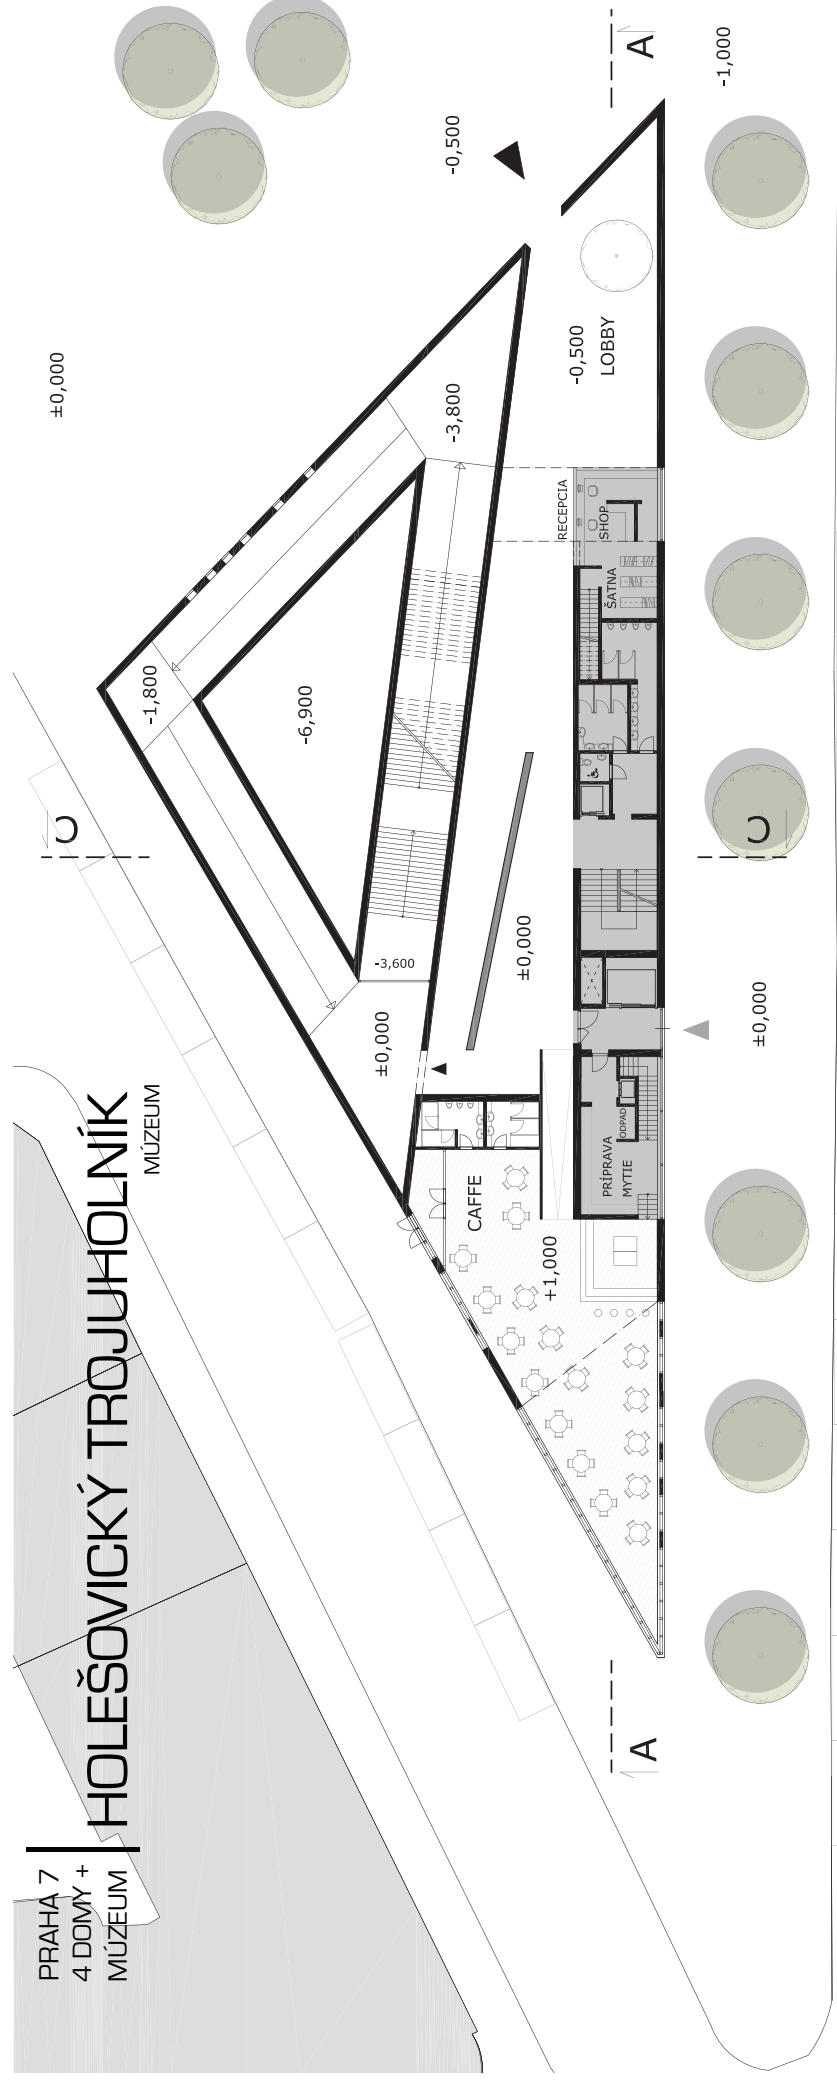 PRAHA 7
4 DOMY +
MÚZEUM
HOLEŠOVICKÝ TROJUHOLNÍK
MÚZEUM
±0,000
-1,800
-6,900
-3,800
-3,600
±0,000
-0,500
-1,000
-0,500
LOBBY
RECEPCIA
SHOP
ŠATNA
±0,000
±0,000
CAFFE
+1,000
PRÍPRAVA
MYTIE
ODPAD
A
A
C
C